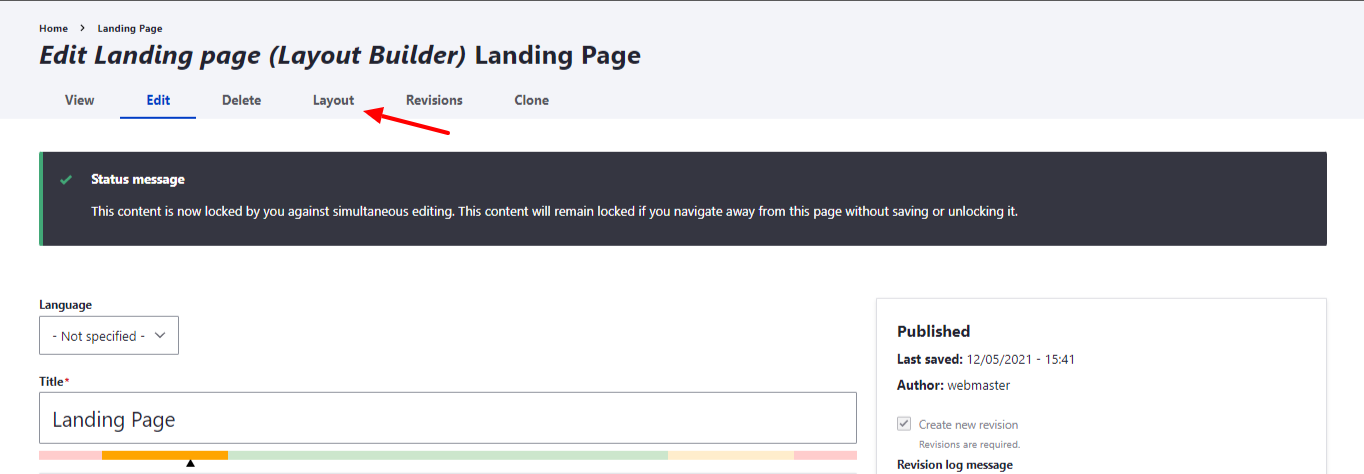 Home > Landing Page
Edit Landing page (Layout Builder) Landing Page
View Edit Delete Layout Revisions Clone
Status message
This content is now locked by you against simultaneous editing. This content will remain locked if you navigate away from this page without saving or unlocking it.
Language
- Not specified -
Title*
Landing Page
Published
Last saved: 12/05/2021 - 15:41
Author: webmaster
Create new revision
Revisions are required.
Revision log message